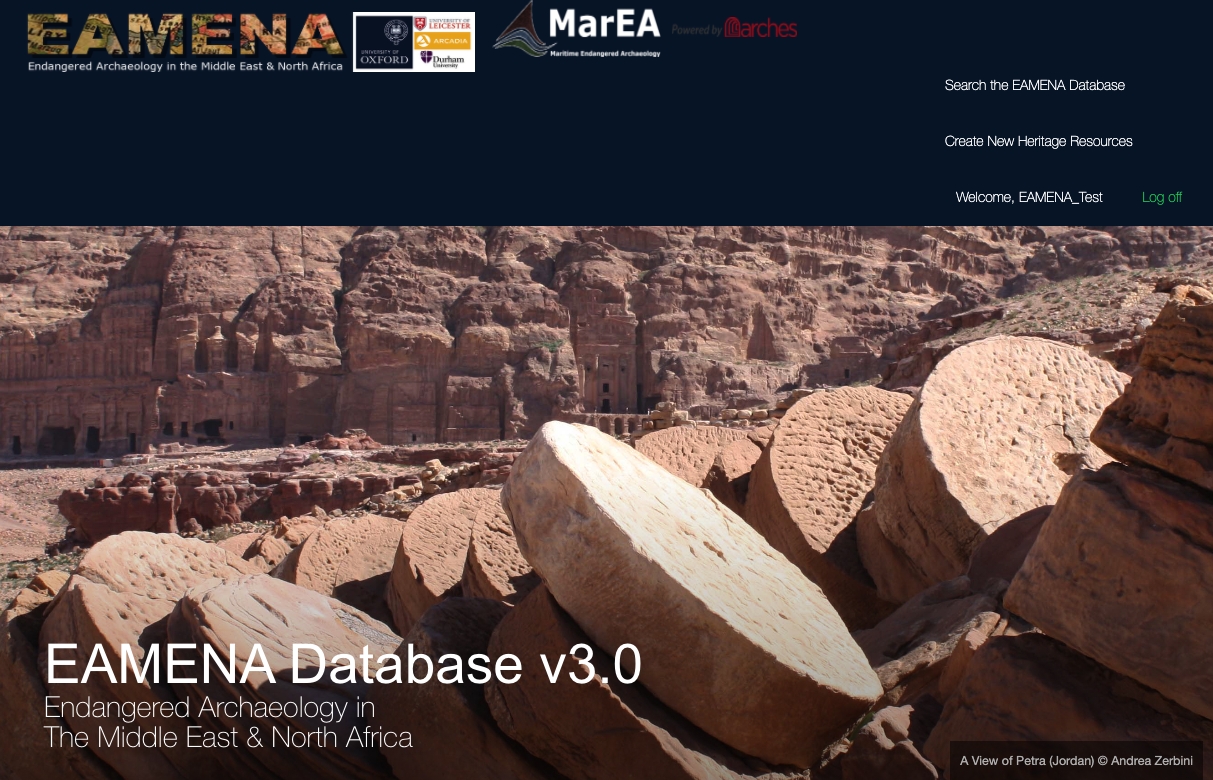 EAMENA
Endangered Archaeology in the Middle East & North Africa
UNIVERSITY OF
OXFORD
UNIVERSITY OF
LEICESTER
ARCADIA
Durham
University
MarEA
Maritime Endangered Archaeology
Powered by arches
Search the EAMENA Database
Create New Heritage Resources
Welcome, EAMENA_Test Log off
EAMENA Database v3.0
Endangered Archaeology in
The Middle East & North Africa
A View of Petra (Jordan) © Andrea Zerbini